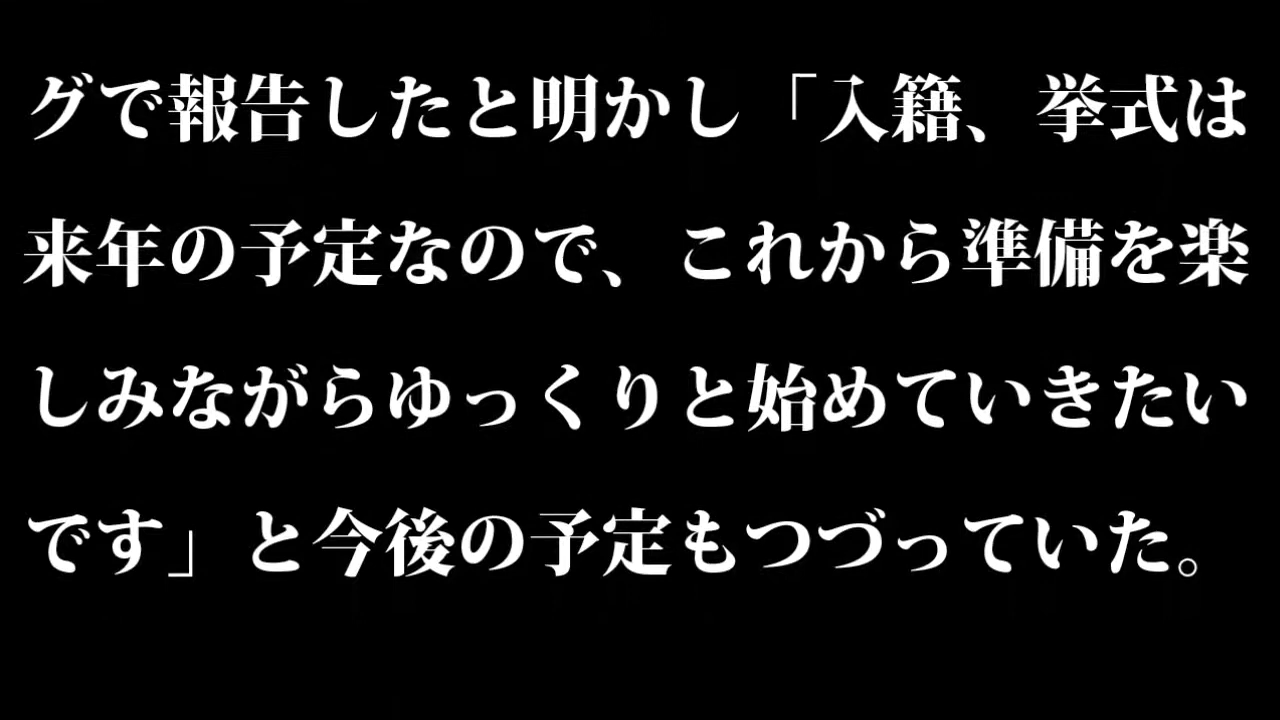 グで報告したと明かし「入籍、挙式は
来年の予定なので、これから準備を楽
しみながらゆっくりと始めていきたい
です」と今後の予定もつづっていた。